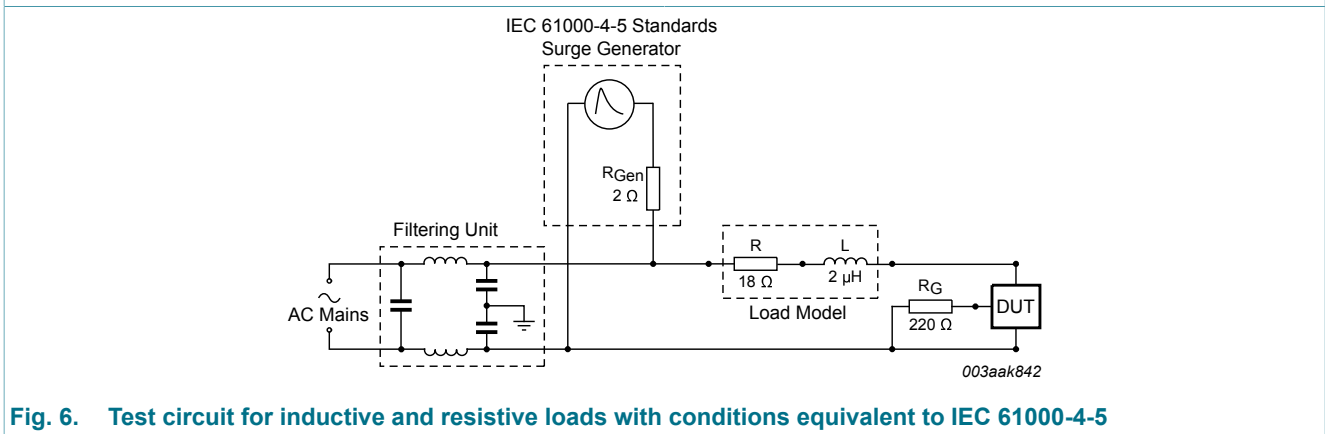 IEC 61000-4-5 Standards
Surge Generator
RGen
2 Ω
Filtering Unit
AC Mains
R
18 Ω
L
2 μH
Load Model
RG
220 Ω
DUT
003aak842
Fig. 6. Test circuit for inductive and resistive loads with conditions equivalent to IEC 61000-4-5